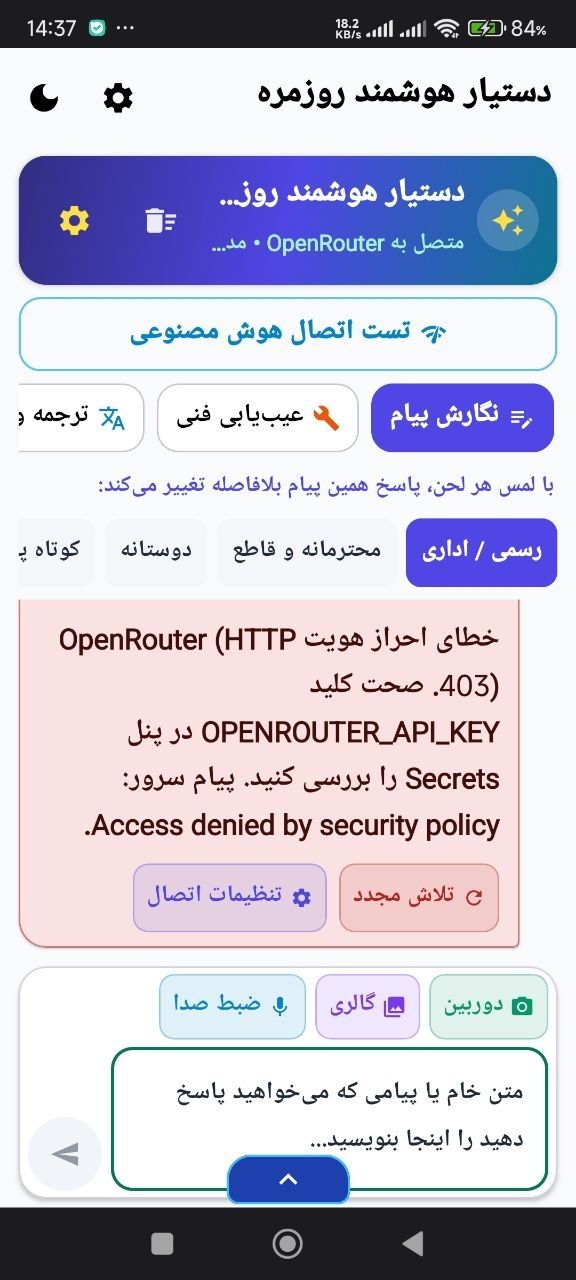 14:37
18.2 KB/s
84%
دستیار هوشمند روزمره
دستیار هوشمند روز...
متصل به OpenRouter • مد...
تست اتصال هوش مصنوعی
نگارش پیام
عیب‌یابی فنی
ترجمه و
با لمس هر لحن، پاسخ همین پیام بلافاصله تغییر می‌کند:
رسمی / اداری
محترمانه و قاطع
دوستانه
کوتاه
خطای احراز هویت OpenRouter (HTTP
403). صحت کلید
OPENROUTER_API_KEY در پنل
Secrets را بررسی کنید. پیام سرور:
Access denied by security policy.
تلاش مجدد
تنظیمات اتصال
دوربین
گالری
ضبط صدا
متن خام یا پیامی که می‌خواهید پاسخ
دهید را اینجا بنویسید...